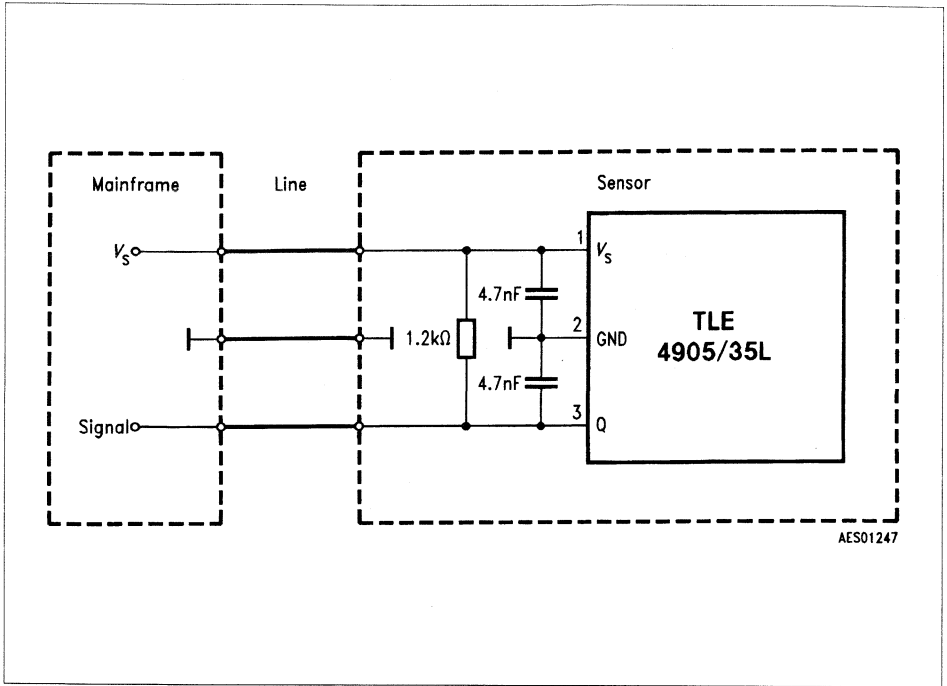 Mainframe
Line
Sensor
VS
1
VS
4.7nF
1.2kΩ
2
GND
TLE
4905/35L
4.7nF
3
Signal
Q
AES01247